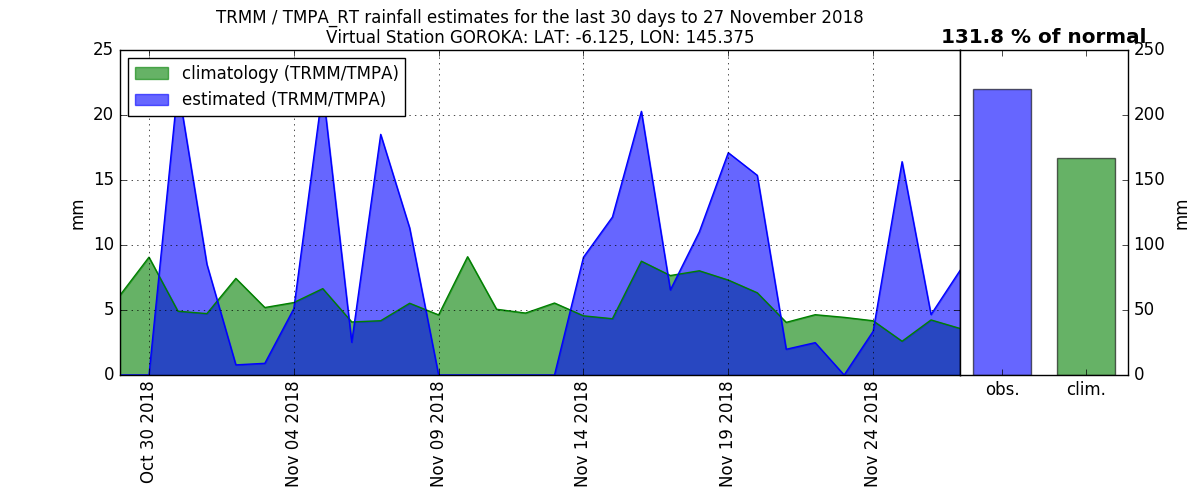 TRMM / TMPA_RT rainfall estimates for the last 30 days to 27 November 2018
Virtual Station GOROKA: LAT: -6.125, LON: 145.375
131.8 % of normal
climatology (TRMM/TMPA)
estimated (TRMM/TMPA)
25
20
15
10
5
0
mm
Oct 30 2018
Nov 04 2018
Nov 09 2018
Nov 14 2018
Nov 19 2018
Nov 24 2018
250
200
150
100
50
0
mm
obs.
clim.